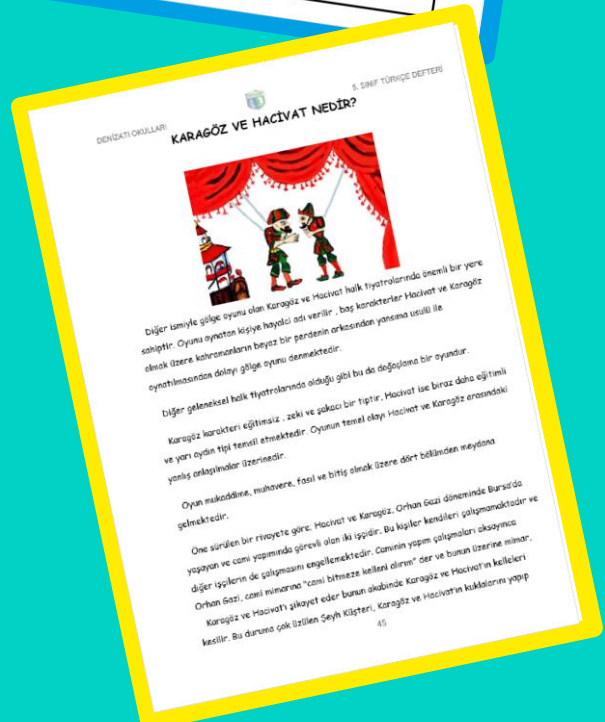 DENİZATI OKULLARI
5. SINIF TÜRKÇE DEFTERİ
KARAGÖZ VE HACİVAT NEDİR?
Diğer ismiyle gölge oyunu olan Karagöz ve Hacivat halk tiyatrolarında önemli bir yere
sahiptir. Oyunu oynatan kişiye hayalci adı verilir , baş karakterler Hacivat ve Karagöz
olmak üzere kahramanların beyaz bir perdenin arkasından yansıma usülü ile
oynatılmasından dolayı gölge oyunu denmektedir.
Diğer geleneksel halk tiyatrolarında olduğu gibi bu da doğaçlama bir oyundur.
Karagöz karakteri eğitimsiz , zeki ve şakacı bir tiptir. Hacivat ise biraz daha eğitimli
ve yarı aydın tipi temsil etmektedir. Oyunun temel olayı Hacivat ve Karagöz arasındaki
yanlış anlaşılmalar üzerinedir.
Oyun mukaddime, muhavere, fasıl ve bitiş olmak üzere dört bölümden meydana
gelmektedir.
Öne sürülen bir rivayete göre; Hacivat ve Karagöz, Orhan Gazi döneminde Bursa'da
yaşayan ve cami yapımında görevli olan iki işçidir. Bu kişiler kendileri çalışmamaktadır ve
diğer işçilerin de çalışmasını engellemektedir. Caminin yapım çalışmaları aksayınca
Orhan Gazi, cami mimarına "cami bitmeze kelleni alırım" der ve bunun üzerine mimar,
Karagöz ve Hacivat'ı şikayet eder bunun akabinde Karagöz ve Hacivat'ın kelleleri
kesilir. Bu duruma çok üzülen Şeyh Küşteri, Karagöz ve Hacivat'ın kuklalarını yapıp
45